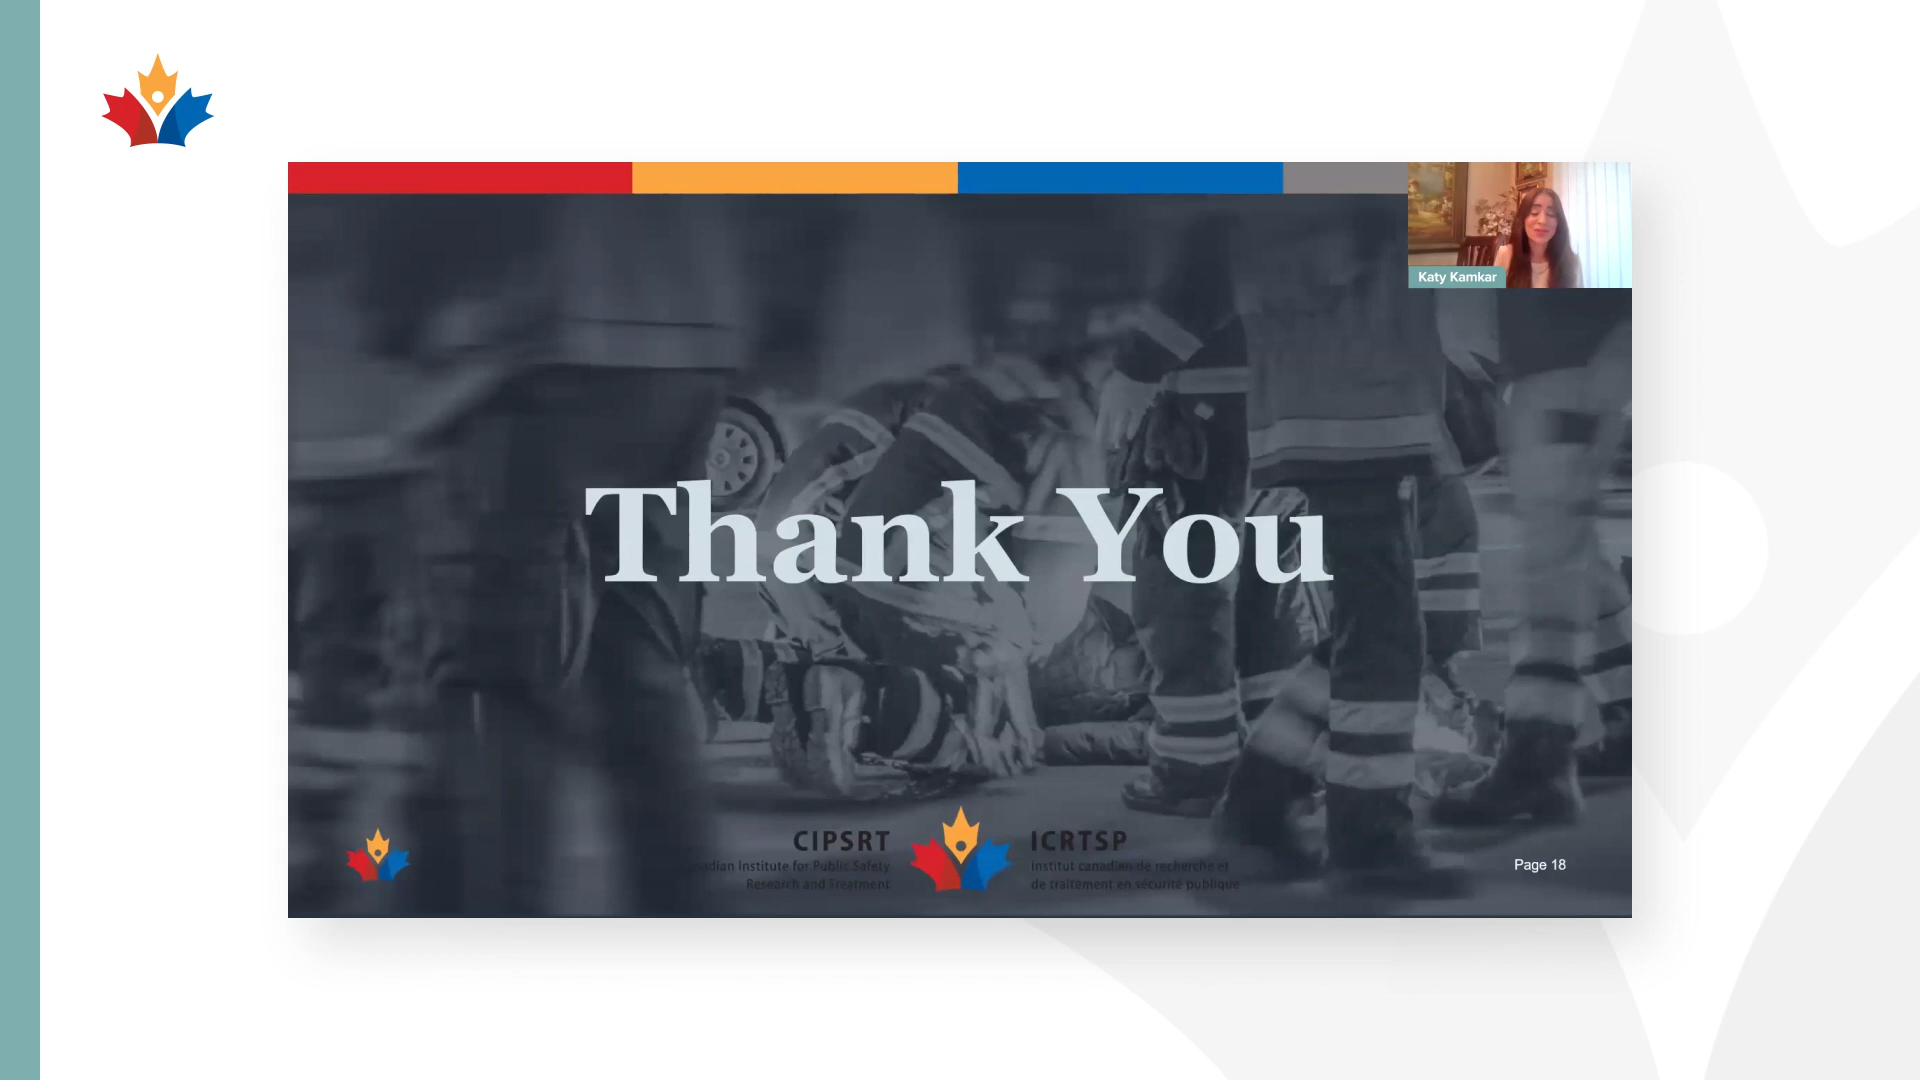 Katy Kamkar
Thank You
CIPSRT
Institute for Public Safety
Research and Treatment
ICRTSP
Institut canadien de recherche et
de traitement en sécurité publique
Page 18